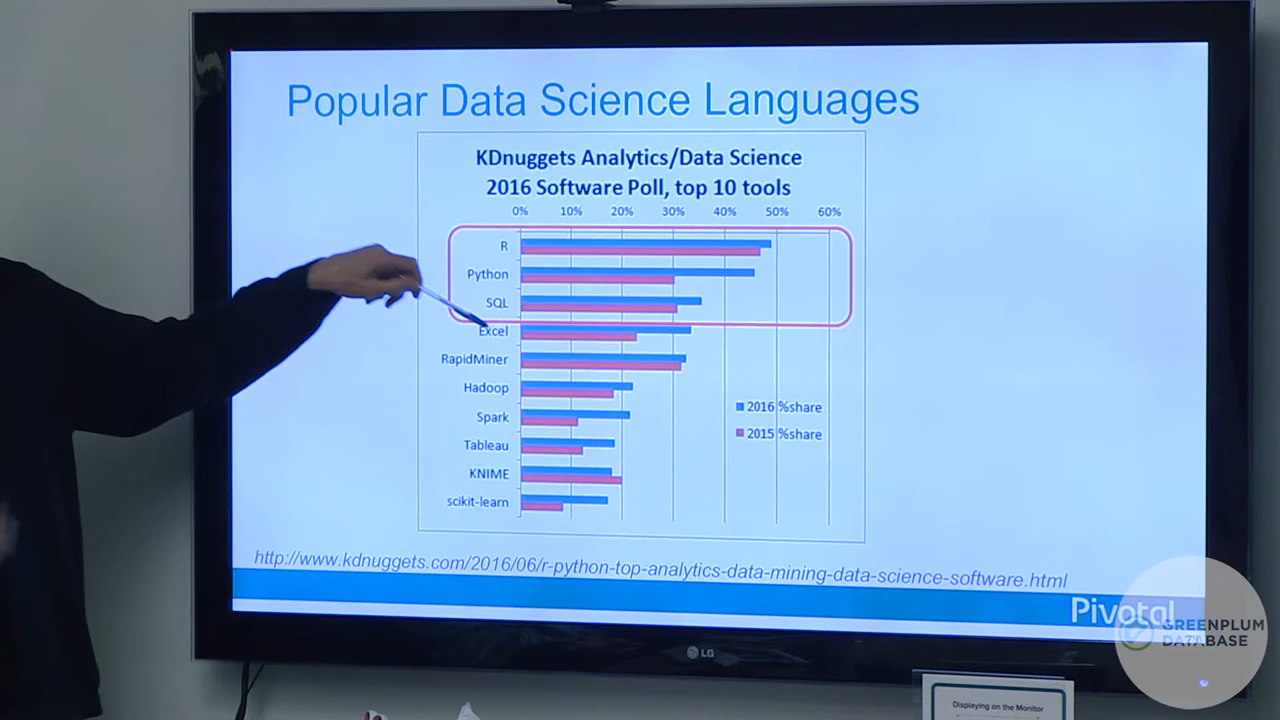 Popular Data Science Languages
KDnuggets Analytics/Data Science
2016 Software Poll, top 10 tools
0% 10% 20% 30% 40% 50% 60%
R
Python
SQL
Excel
RapidMiner
Hadoop
Spark
Tableau
KNIME
scikit-learn
2016 %share
2015 %share
http://www.kdnuggets.com/2016/06/r-python-top-analytics-data-mining-data-science-software.html
Pivotal
GREENPLUM
DATABASE
LG
Displaying on the Monitor